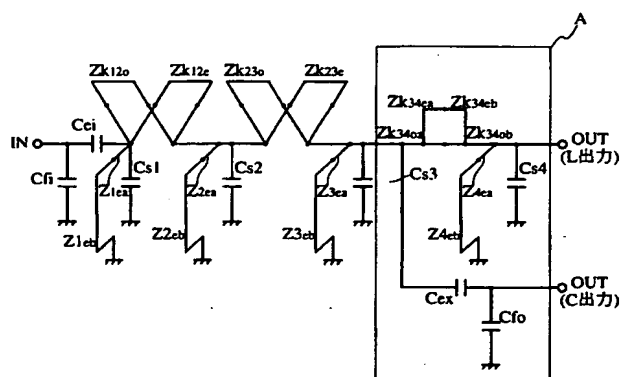 A
Zk12o
Zk12e
Zk23o
Zk23e
Zk34ea
Zk34eb
Zk34oa
Zk34ob
IN
Cei
Cfi
Z1ea
Cs1
Z2ea
Cs2
Z3ea
Cs3
Z4ea
Cs4
OUT
(L出力)
Z1eb
Z2eb
Z3eb
Z4eb
Cex
Cfo
OUT
(C出力)